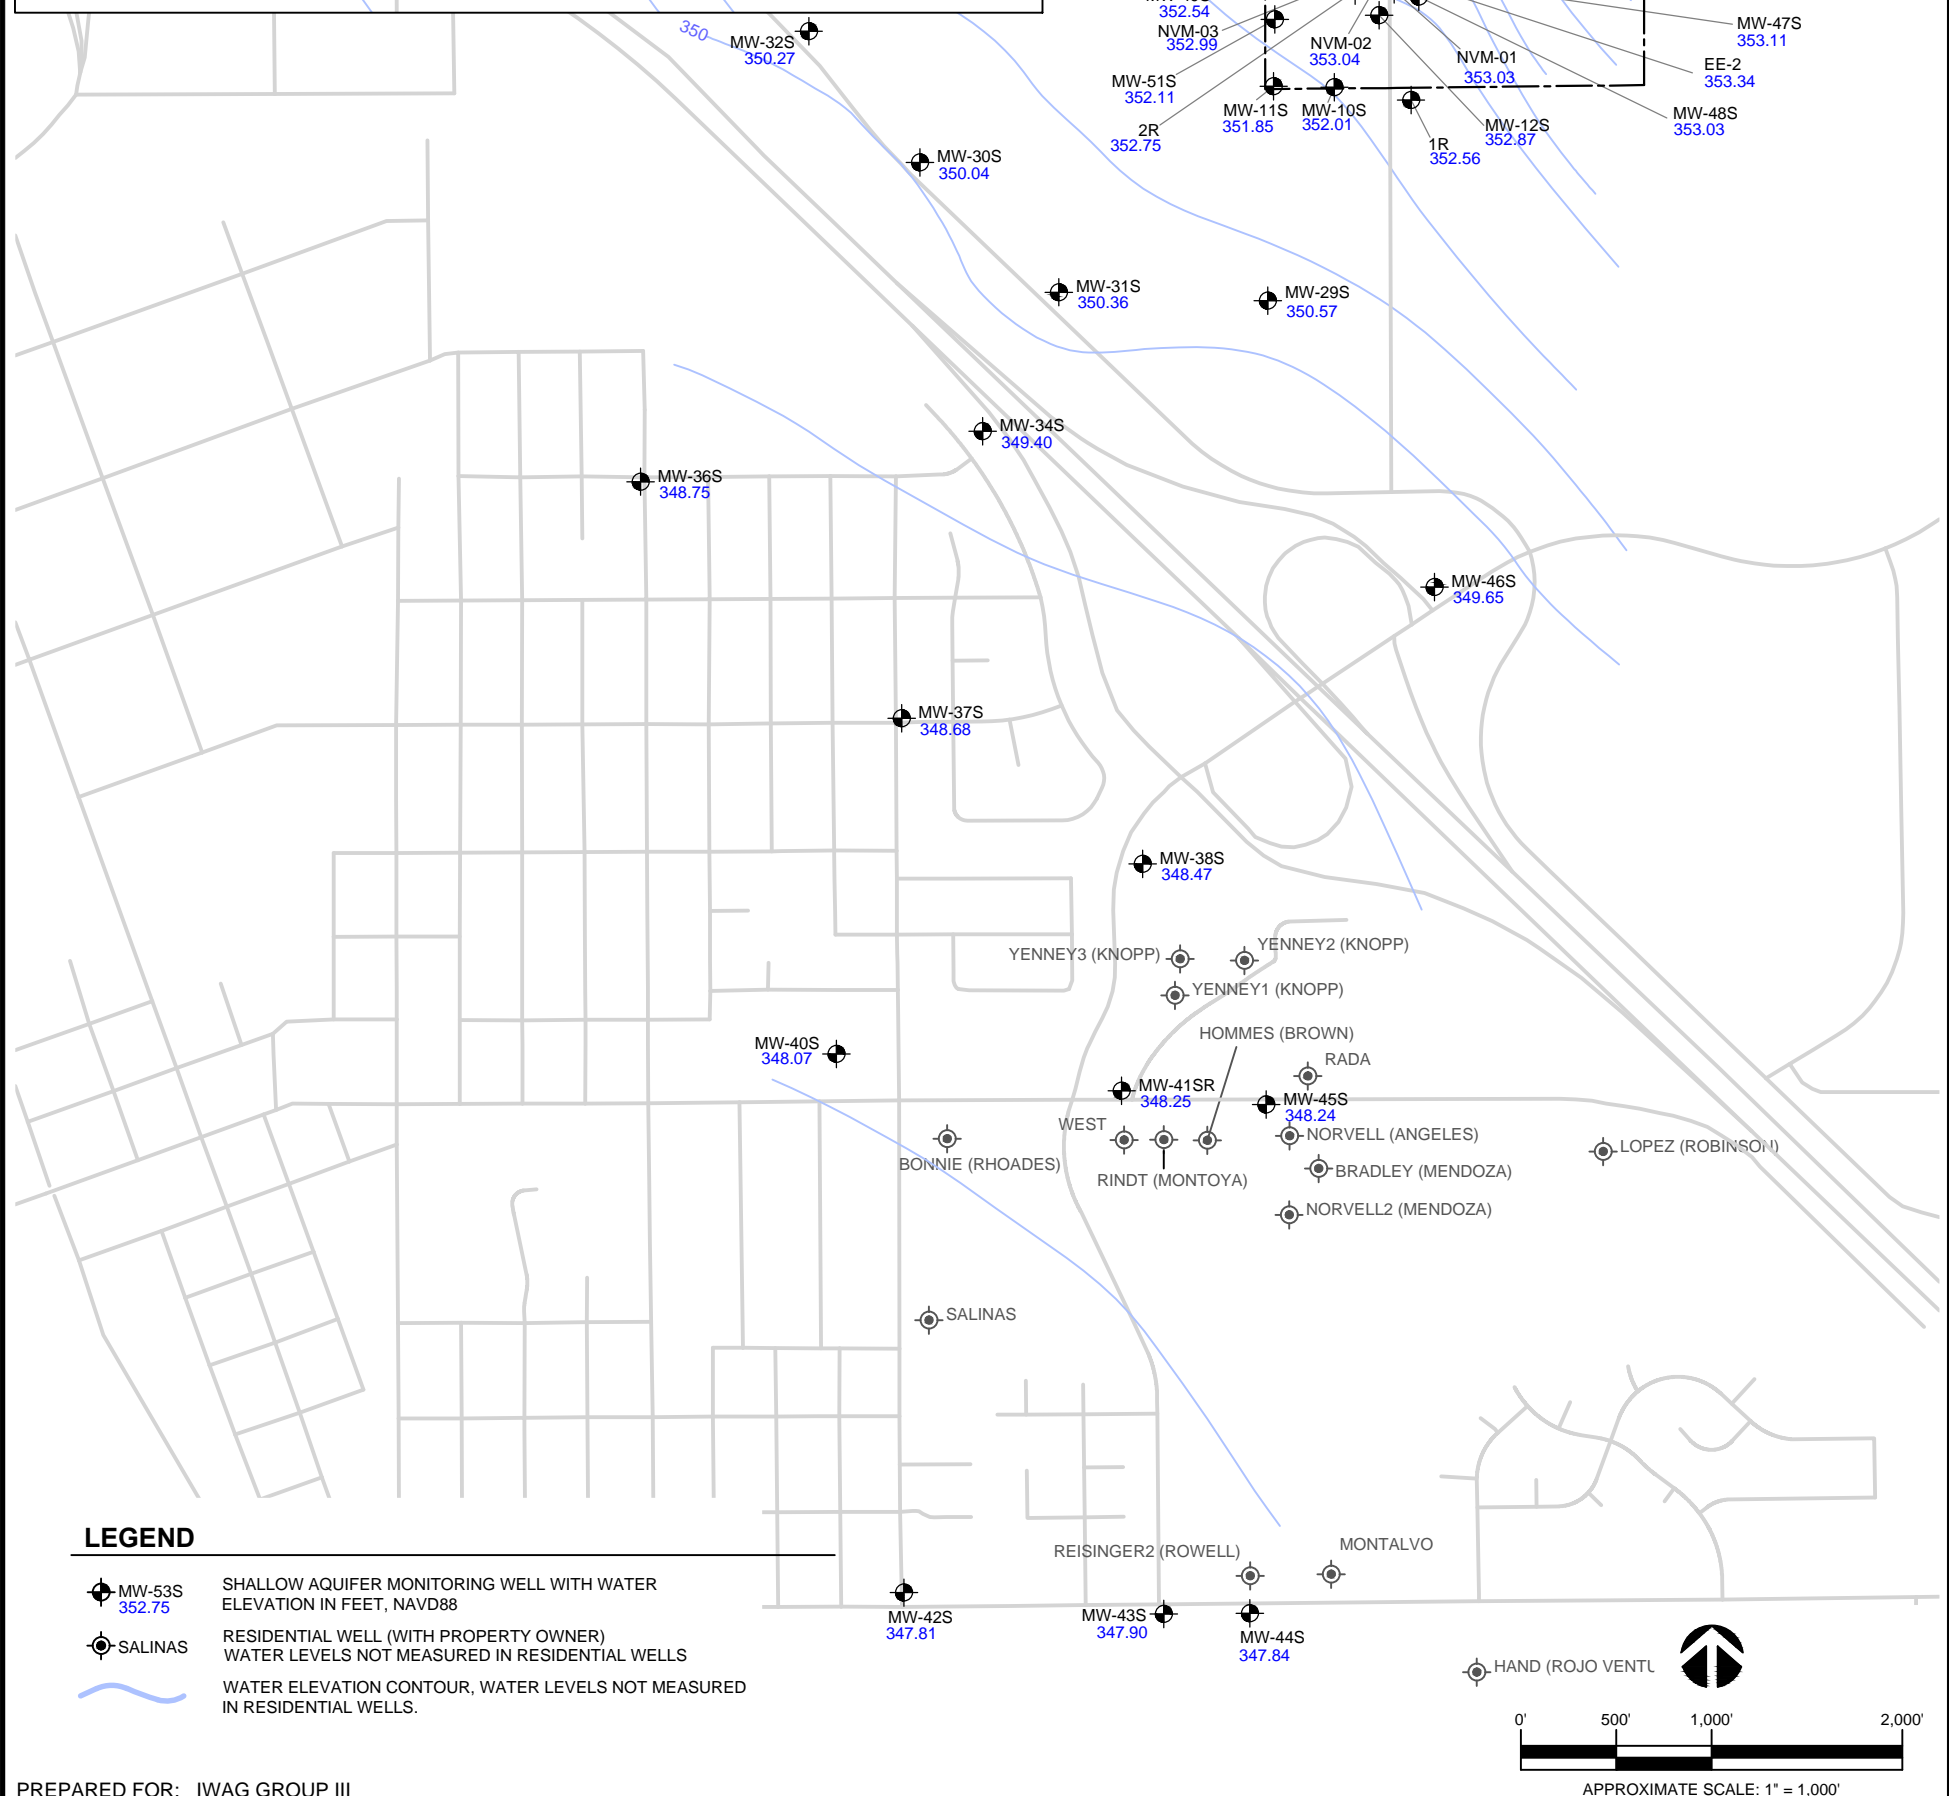 352.54
NVM-03
352.99
MW-47S
353.11
350
MW-32S
350.27
NVM-02
353.04
NVM-01
353.03
EE-2
353.34
MW-51S
352.11
MW-11S
351.85
MW-10S
352.01
MW-48S
353.03
2R
352.75
MW-12S
352.87
1R
352.56
MW-30S
350.04
MW-31S
350.36
MW-29S
350.57
MW-34S
349.40
MW-36S
348.75
MW-46S
349.65
MW-37S
348.68
MW-38S
348.47
YENNEY3 (KNOPP)
YENNEY2 (KNOPP)
YENNEY1 (KNOPP)
HOMMES (BROWN)
MW-40S
348.07
RADA
MW-41SR
348.25
MW-45S
348.24
WEST
NORVELL (ANGELES)
LOPEZ (ROBINSON)
BONNIE (RHOADES)
BRADLEY (MENDOZA)
RINDT (MONTOYA)
NORVELL2 (MENDOZA)
SALINAS
LEGEND
MW-53S
352.75
SHALLOW AQUIFER MONITORING WELL WITH WATER
ELEVATION IN FEET, NAVD88
SALINAS
RESIDENTIAL WELL (WITH PROPERTY OWNER)
WATER LEVELS NOT MEASURED IN RESIDENTIAL WELLS
WATER ELEVATION CONTOUR, WATER LEVELS NOT MEASURED
IN RESIDENTIAL WELLS.
REISINGER2 (ROWELL)
MONTALVO
MW-42S
347.81
MW-43S
347.90
MW-44S
347.84
HAND (ROJO VENTU
0' 500' 1,000' 2,000'
APPROXIMATE SCALE: 1" = 1,000'
PREPARED FOR: IWAG GROUP III